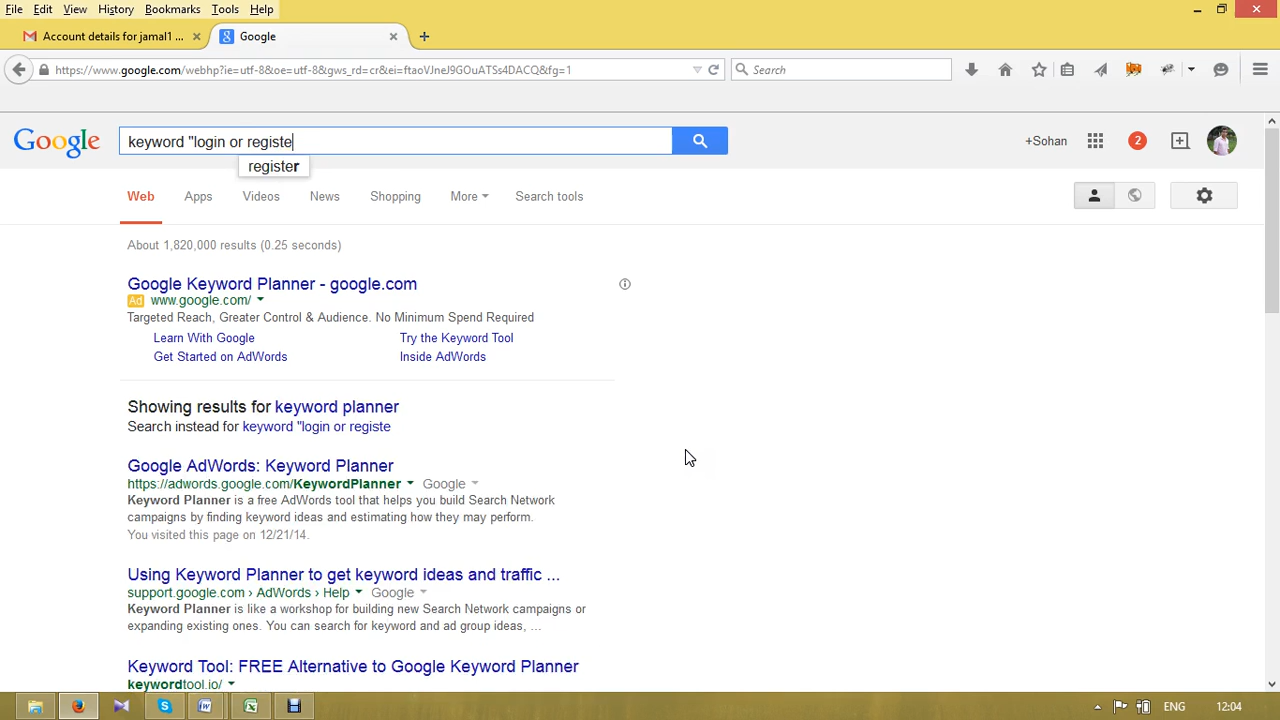 File Edit View History Bookmarks Tools Help
Account details for jamal1 ... Google
https://www.google.com/webhp?ie=utf-8&oe=utf-8&gws_rd=cr&ei=ftaoVJneJ9GOuATSs4DACQ&fg=1 Search
Google keyword "login or registe +Sohan 2
register
Web Apps Videos News Shopping More Search tools
About 1,820,000 results (0.25 seconds)
Google Keyword Planner - google.com
Ad www.google.com/
Targeted Reach, Greater Control & Audience. No Minimum Spend Required
Learn With Google Try the Keyword Tool
Get Started on AdWords Inside AdWords
Showing results for keyword planner
Search instead for keyword "login or registe
Google AdWords: Keyword Planner
https://adwords.google.com/KeywordPlanner Google
Keyword Planner is a free AdWords tool that helps you build Search Network
campaigns by finding keyword ideas and estimating how they may perform.
You visited this page on 12/21/14.
Using Keyword Planner to get keyword ideas and traffic ...
support.google.com › AdWords › Help Google
Keyword Planner is like a workshop for building new Search Network campaigns or
expanding existing ones. You can search for keyword and ad group ideas, ...
Keyword Tool: FREE Alternative to Google Keyword Planner
keywordtool.io/
ENG 12:04